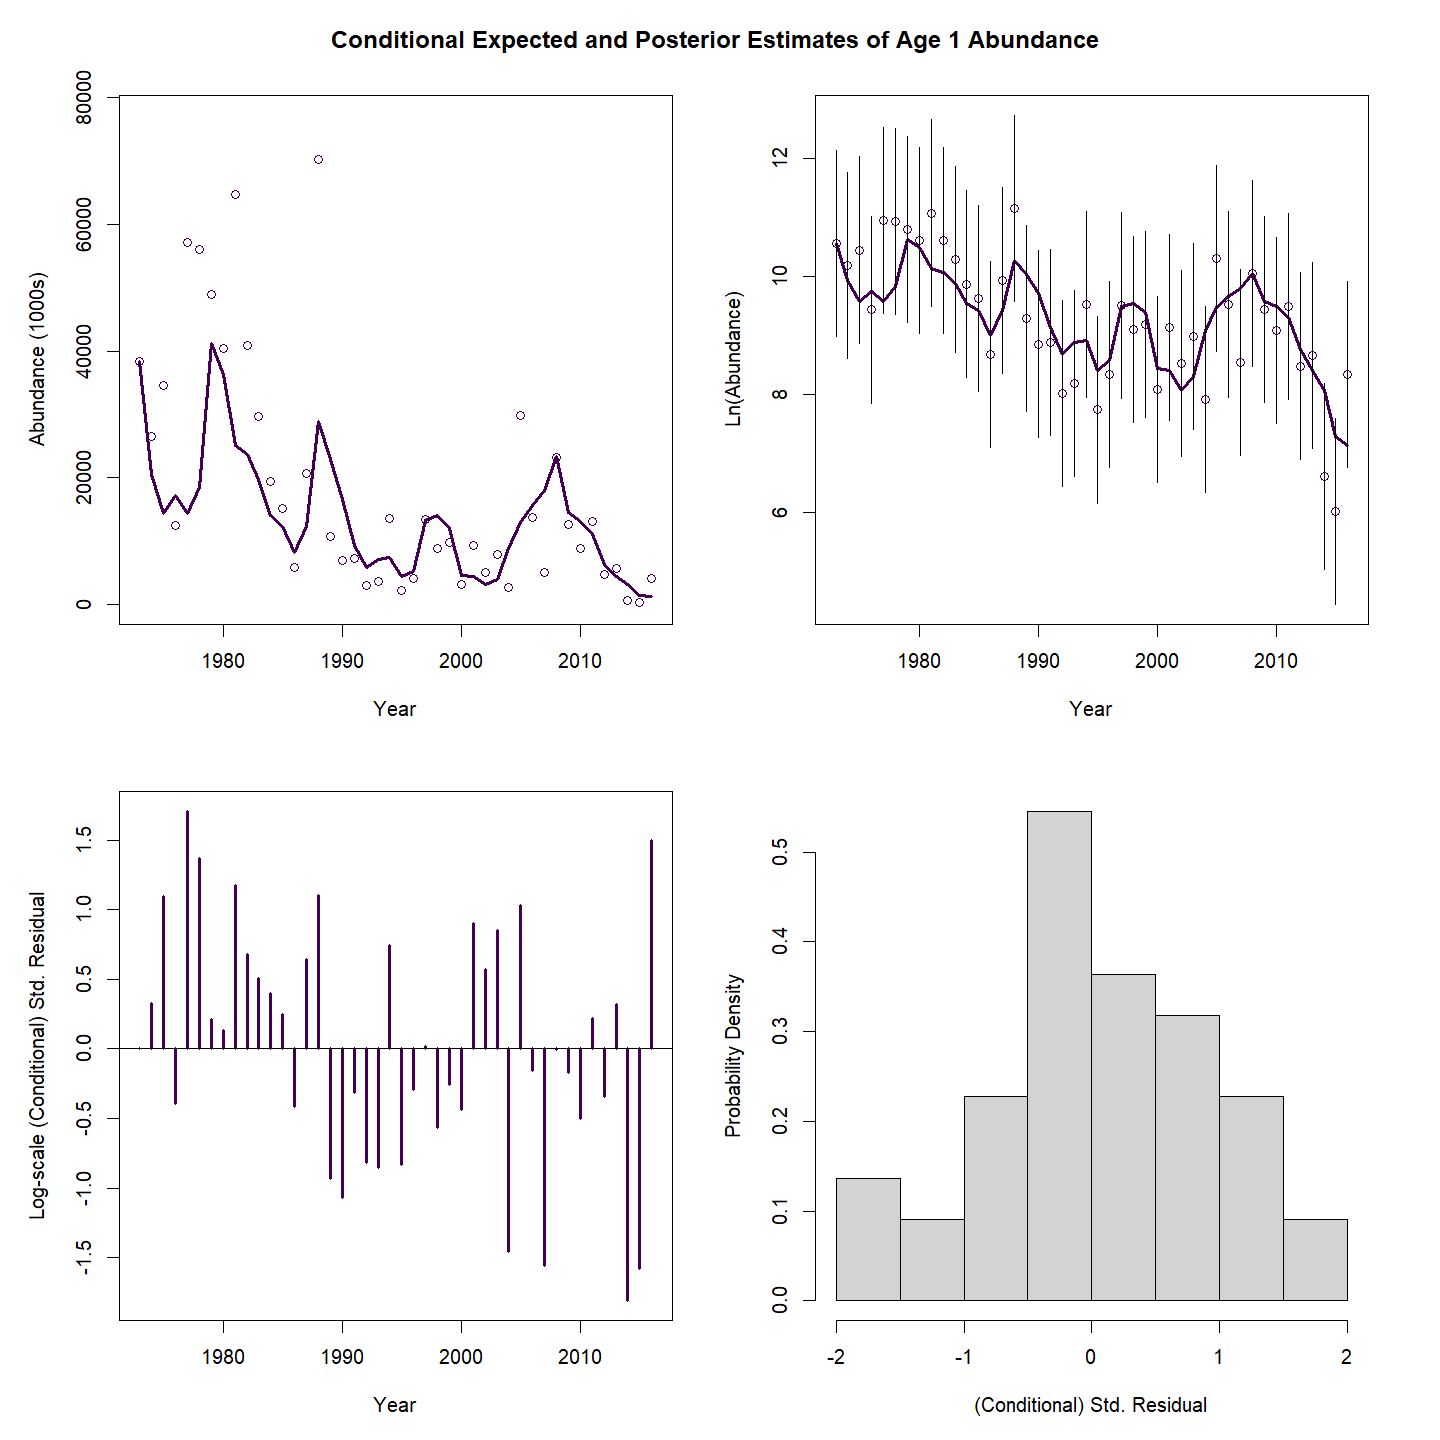 Conditional Expected and Posterior Estimates of Age 1 Abundance
Abundance (1000s)
80000
60000
40000
20000
0
1980 1990 2000 2010
Year
Ln(Abundance)
12
10
8
6
1980 1990 2000 2010
Year
Log-scale (Conditional) Std. Residual
1.5
1.0
0.5
0.0
-0.5
-1.0
-1.5
1980 1990 2000 2010
Year
Probability Density
0.5
0.4
0.3
0.2
0.1
0.0
-2 -1 0 1 2
(Conditional) Std. Residual